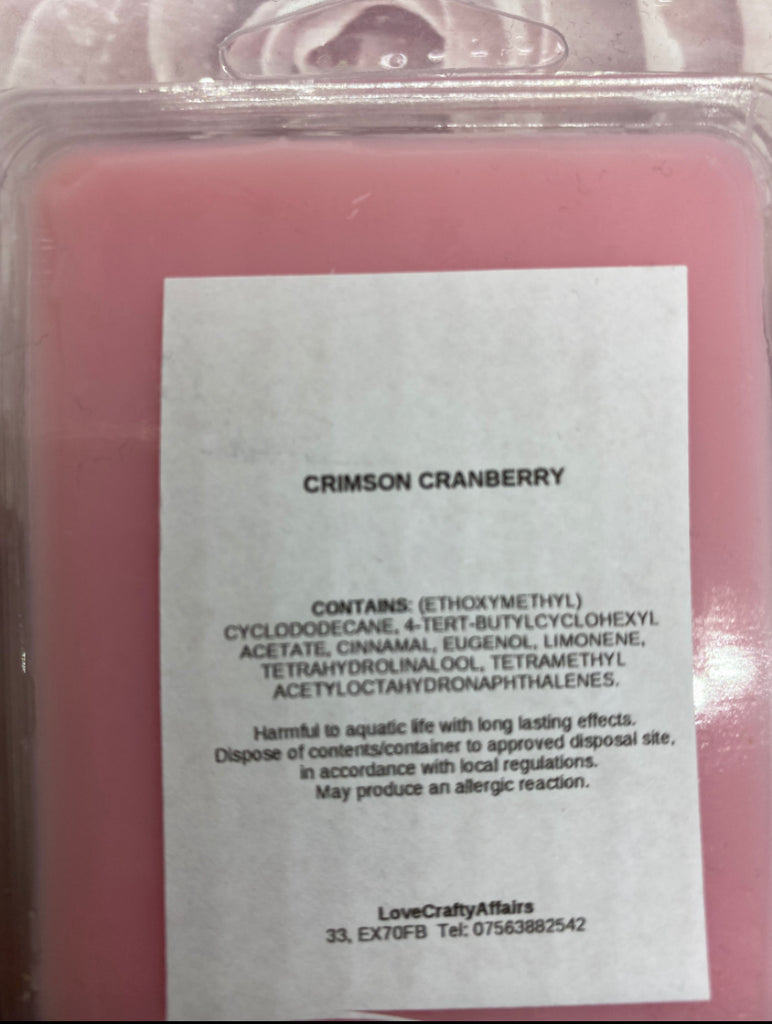 CRIMSON CRANBERRY
CONTAINS: (ETHOXYMETHYL)
CYCLODODECANE, 4-TERT-BUTYLCYCLOHEXYL
ACETATE, CINNAMAL, EUGENOL, LIMONENE,
TETRAHYDROLINALOOL, TETRAMETHYL
ACETYLOCTAHYDRONAPHTHALENES.
Harmful to aquatic life with long lasting effects.
Dispose of contents/container to approved disposal site,
in accordance with local regulations.
May produce an allergic reaction.
LoveCraftyAffairs
33, EX70FB Tel: 07563882542